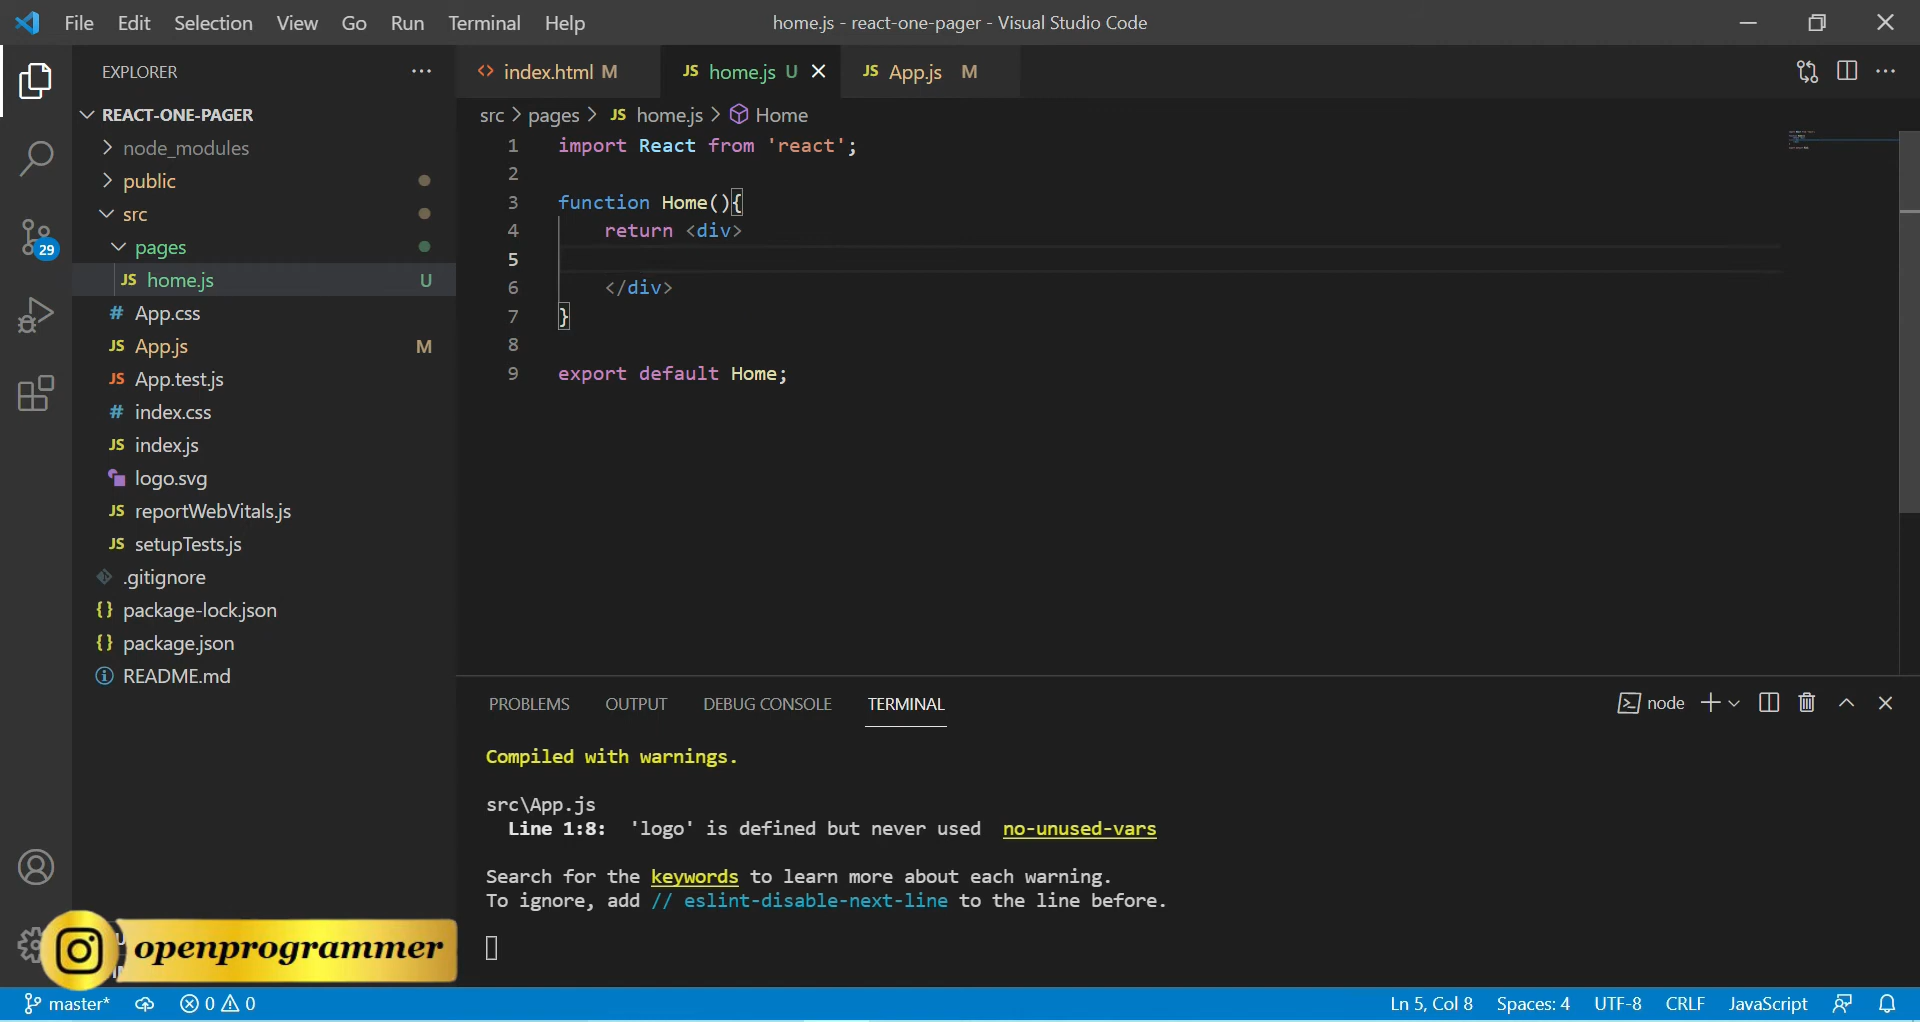 File Edit Selection View Go Run Terminal Help
home.js - react-one-pager - Visual Studio Code
EXPLORER
REACT-ONE-PAGER
node_modules
public
src
pages
JS home.js U
# App.css
JS App.js M
JS App.test.js
# index.css
JS index.js
logo.svg
JS reportWebVitals.js
JS setupTests.js
.gitignore
{} package-lock.json
{} package.json
README.md
29
<> index.html M
JS home.js U
JS App.js M
src > pages > JS home.js > Home
1 import React from 'react';
2
3 function Home(){
4 return <div>
5
6 </div>
7 }
8
9 export default Home;
PROBLEMS OUTPUT DEBUG CONSOLE TERMINAL
node
Compiled with warnings.
src\App.js
Line 1:8: 'logo' is defined but never used no-unused-vars
Search for the keywords to learn more about each warning.
To ignore, add // eslint-disable-next-line to the line before.
openprogrammer
master* 0 0
Ln 5, Col 8 Spaces: 4 UTF-8 CRLF JavaScript